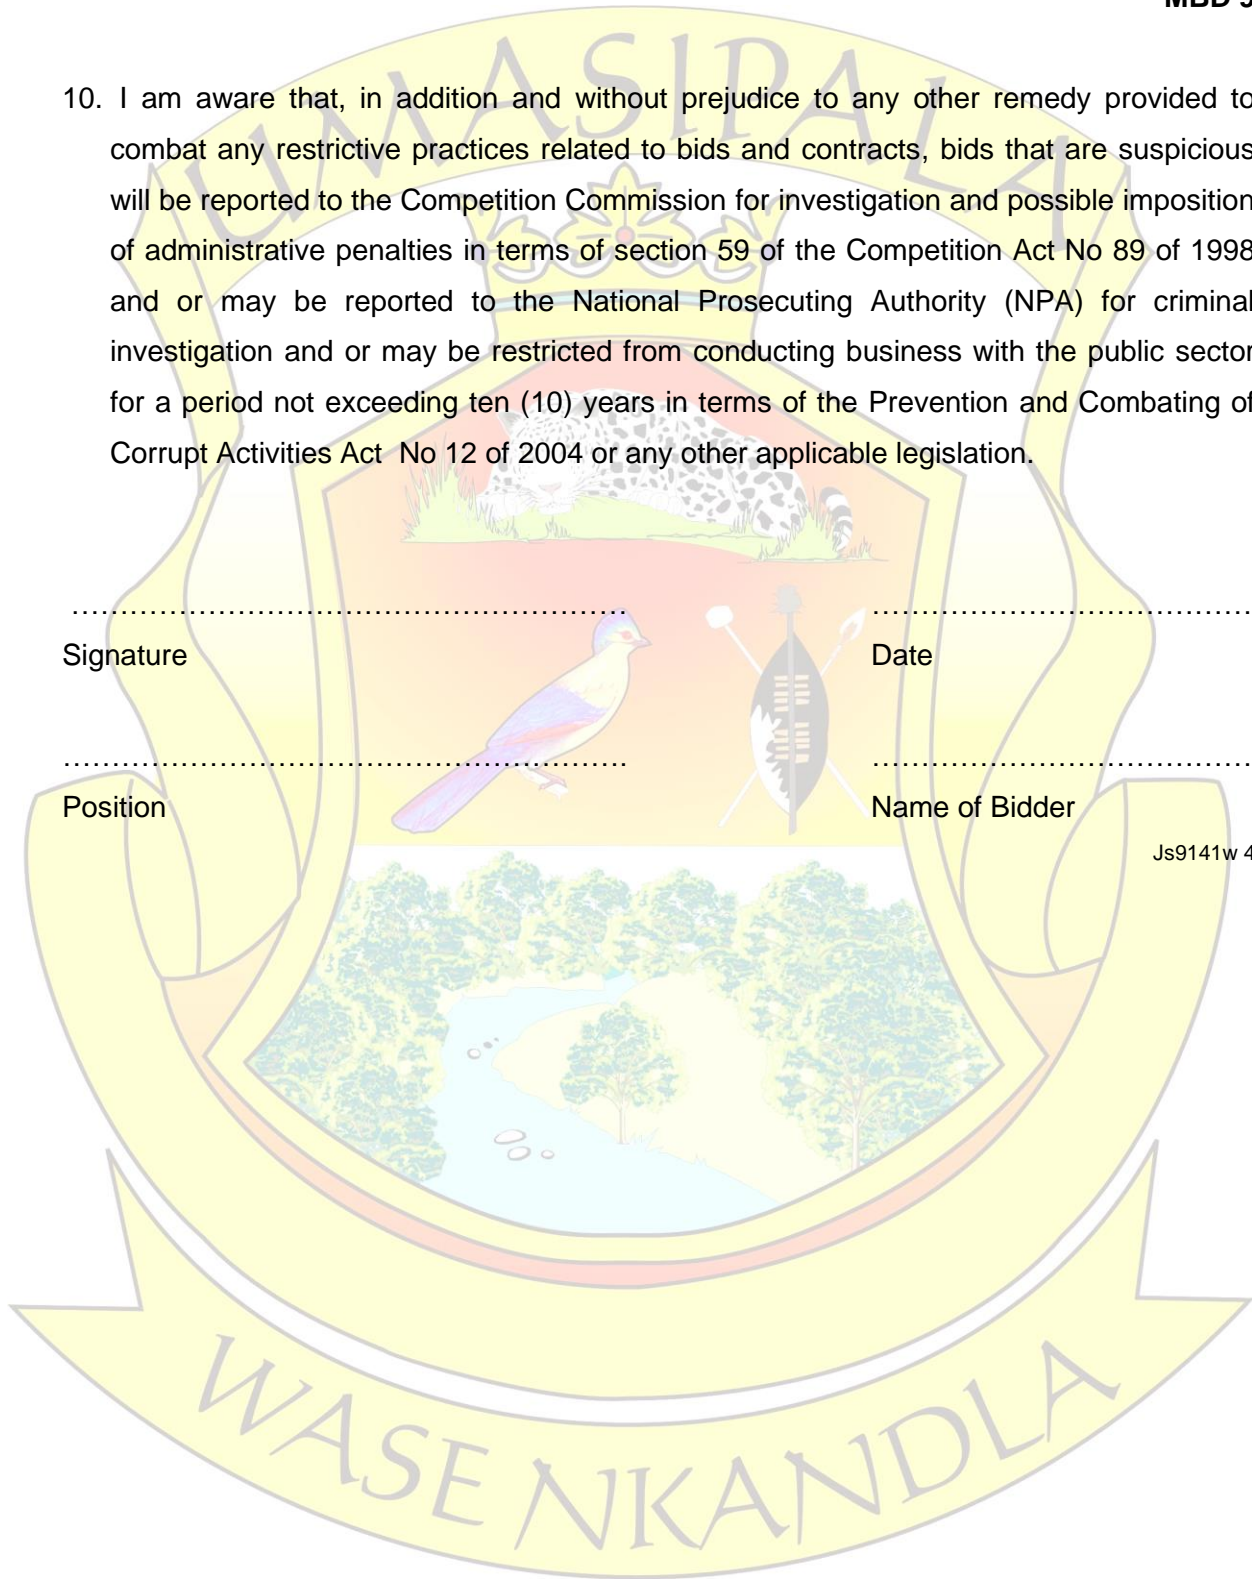 MBD 9
10. I am aware that, in addition and without prejudice to any other remedy provided to
combat any restrictive practices related to bids and contracts, bids that are suspicious
will be reported to the Competition Commission for investigation and possible imposition
of administrative penalties in terms of section 59 of the Competition Act No 89 of 1998
and or may be reported to the National Prosecuting Authority (NPA) for criminal
investigation and or may be restricted from conducting business with the public sector
for a period not exceeding ten (10) years in terms of the Prevention and Combating of
Corrupt Activities Act No 12 of 2004 or any other applicable legislation.
………………………………………………… …………………………………
Signature Date
…………………………………………………. …………………………………
Position Name of Bidder
Js9141w 4
UMASIPALA
WASE NKANDLA